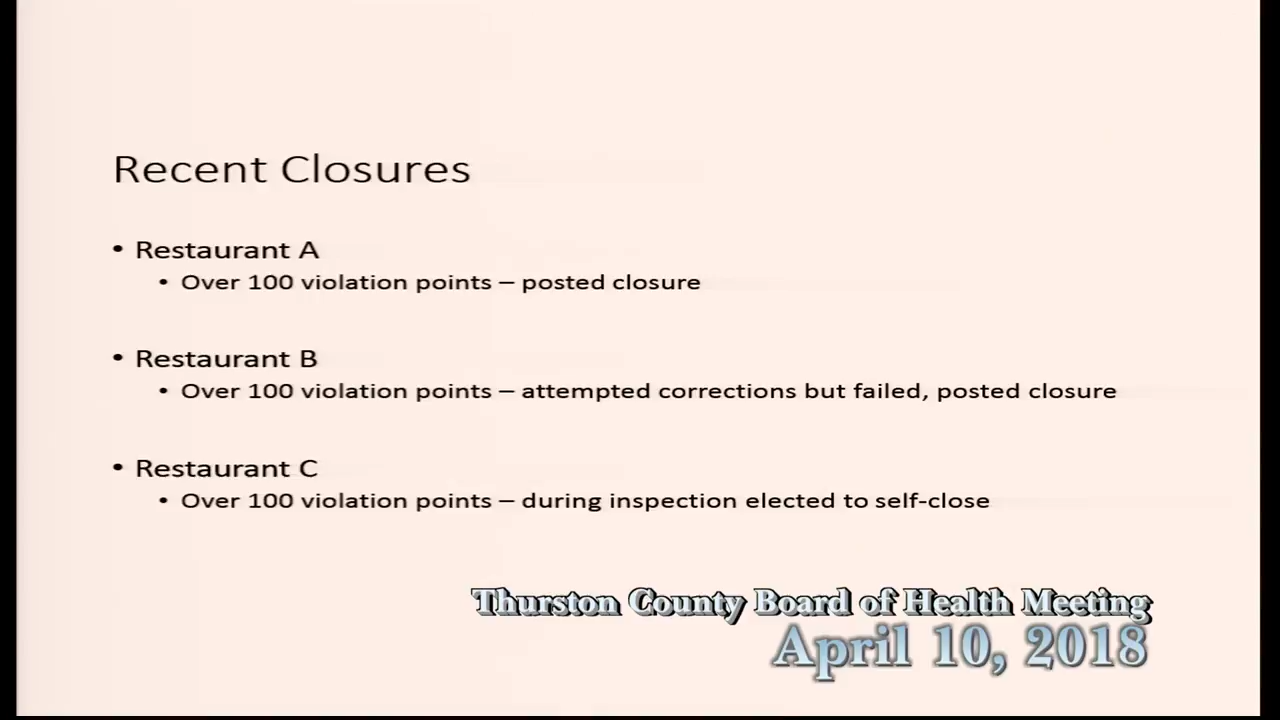 Recent Closures
• Restaurant A
• Over 100 violation points – posted closure
• Restaurant B
• Over 100 violation points – attempted corrections but failed, posted closure
• Restaurant C
• Over 100 violation points – during inspection elected to self-close
Thurston County Board of Health Meeting
April 10, 2018